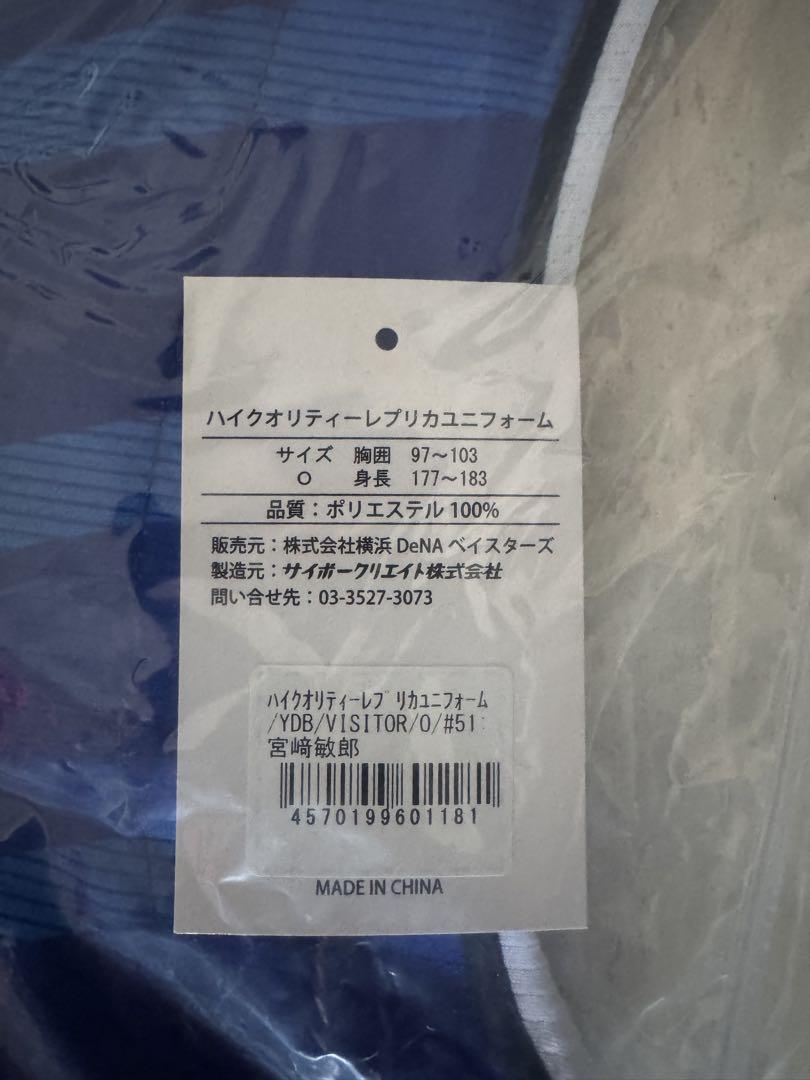 ハイクオリティーレプリカユニフォーム
サイズ 胸囲 97〜103
O 身長 177〜183
品質：ポリエステル 100%
販売元：株式会社横浜 DeNA ベイスターズ
製造元：サイボークリエイト株式会社
問い合せ先：03-3527-3073
ﾊｲｸｵﾘﾃｨｰﾚﾌﾟﾘｶﾕﾆﾌｫｰﾑ
/YDB/VISITOR/O/#51:
宮﨑敏郎
4570199601181
MADE IN CHINA